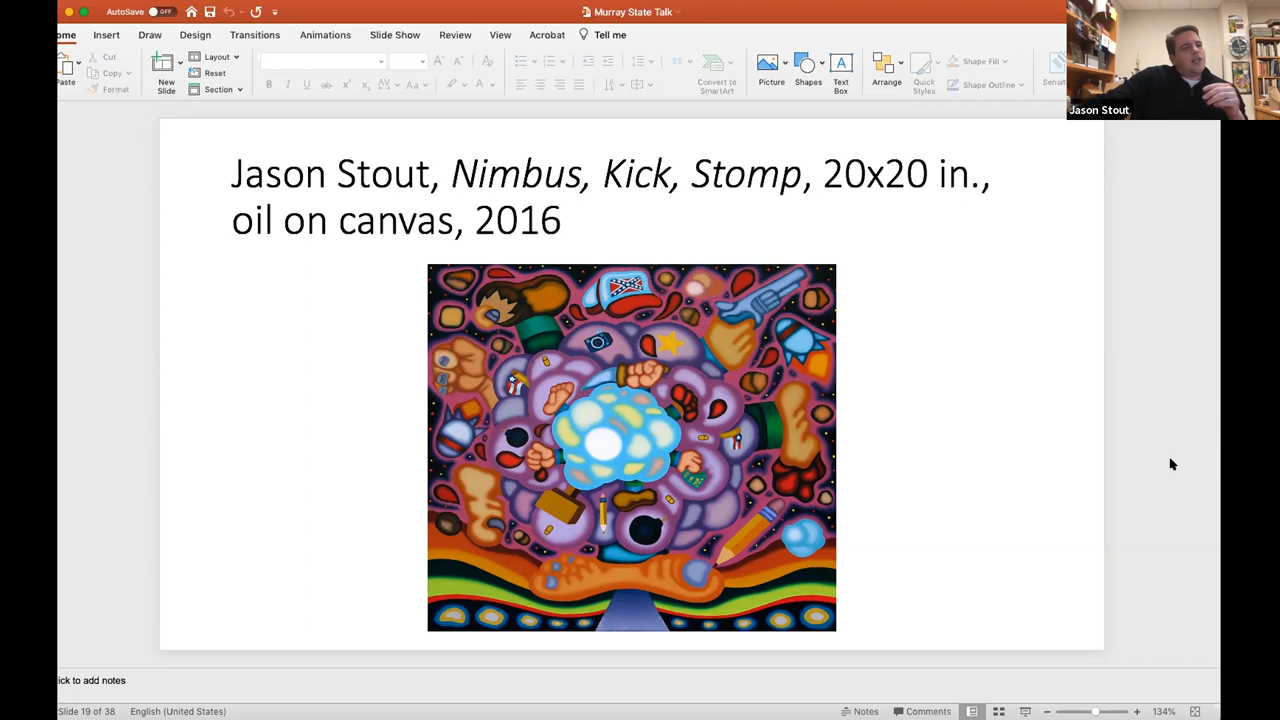 AutoSave OFF
Murray State Talk
ome Insert Draw Design Transitions Animations Slide Show Review View Acrobat Tell me
Paste
Cut
Copy
Format
New Slide
Layout
Reset
Section
B I U ab
Aa
Convert to SmartArt
Picture
Shapes
Text Box
Arrange
Quick Styles
Shape Fill
Shape Outline
Jason Stout
Jason Stout, Nimbus, Kick, Stomp, 20x20 in.,
oil on canvas, 2016
ick to add notes
Slide 19 of 38 English (United States) Notes Comments 134%